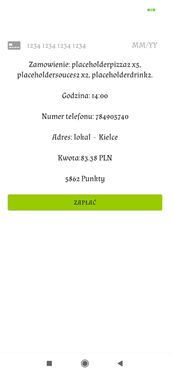 1234 1234 1234 1234 MM/YY
Zamowienie: placeholderpizza2 x5,
placeholdersouces2 x2, placeholderdrink2.
Godzina: 14:00
Numer telefonu: 784905740
Adres: lokal - Kielce
Kwota:83.38 PLN
5862 Punkty
ZAPŁAĆ